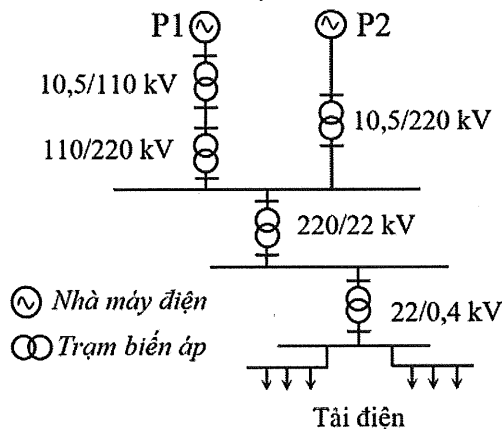 P1
P2
10,5/110 kV
10,5/220 kV
110/220 kV
220/22 kV
Nhà máy điện
22/0,4 kV
Trạm biến áp
Tải điện